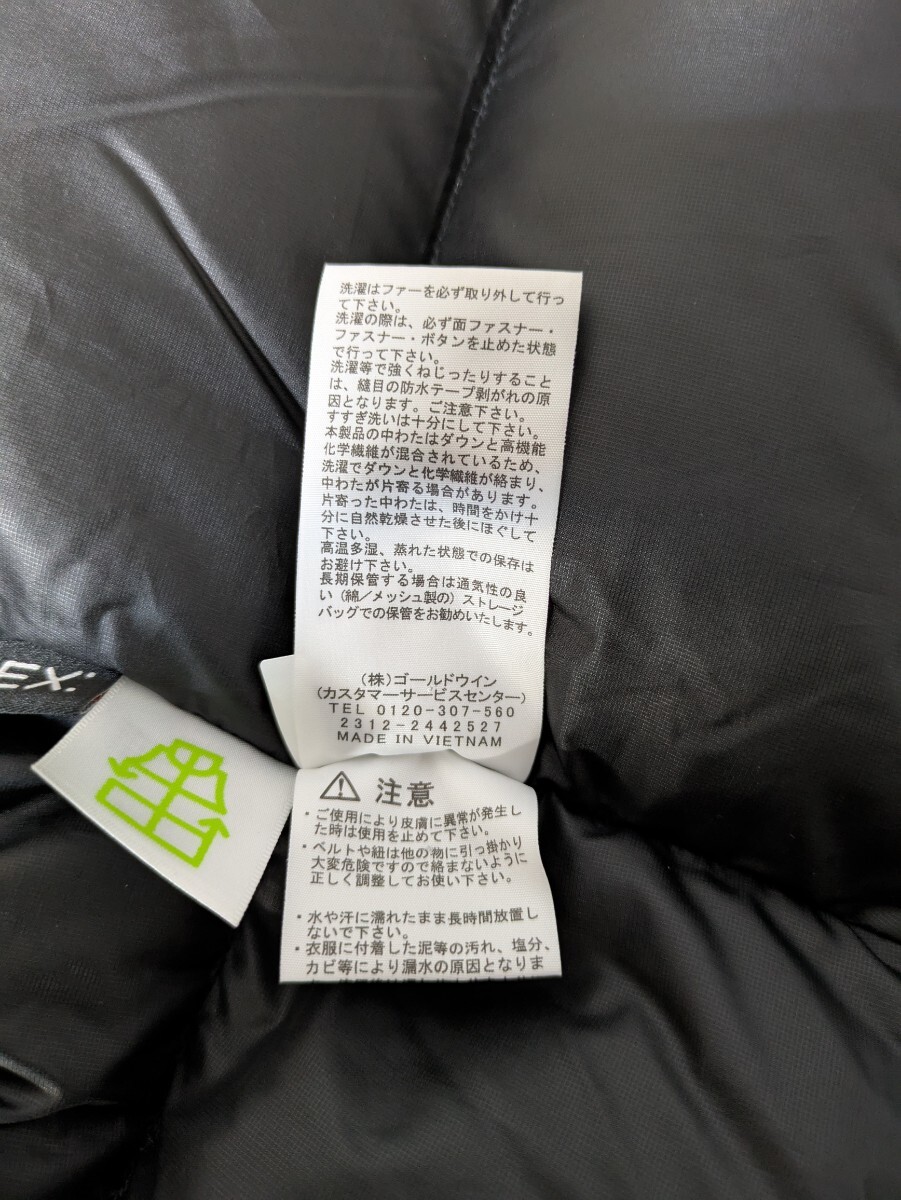 洗濯はファーを必ず取り外して行っ
て下さい。
洗濯の際は、必ず面ファスナー・
ファスナー・ボタンを止めた状態
で行って下さい。
洗濯等で強くねじったりすること
は、縫目の防水テープ剥がれの原
因となります。ご注意下さい。
すすぎ洗いは十分にして下さい。
本製品の中わたはダウンと高機能
化学繊維が混合されているため、
洗濯でダウンと化学繊維が絡まり、
中わたが片寄る場合があります。
片寄った中わたは、時間をかけ十
分に自然乾燥させた後にほぐして
下さい。
高温多湿、蒸れた状態での保存は
お避け下さい。
長期保管する場合は通気性の良
い（綿／メッシュ製の）ストレージ
バッグでの保管をお勧めいたします。
（株）ゴールドウイン
（カスタマーサービスセンター）
TEL 0120-307-560
2312-2442527
MADE IN VIETNAM
EX:
注意
・ご使用により皮膚に異常が発生し
た時は使用を止めて下さい。
・ベルトや紐は他の物に引っ掛かり
大変危険ですので絡まないように
正しく調整してお使い下さい。
・水や汗に濡れたまま長時間放置し
ないで下さい。
・衣服に付着した泥等の汚れ、塩分、
カビ等により漏水の原因となりま